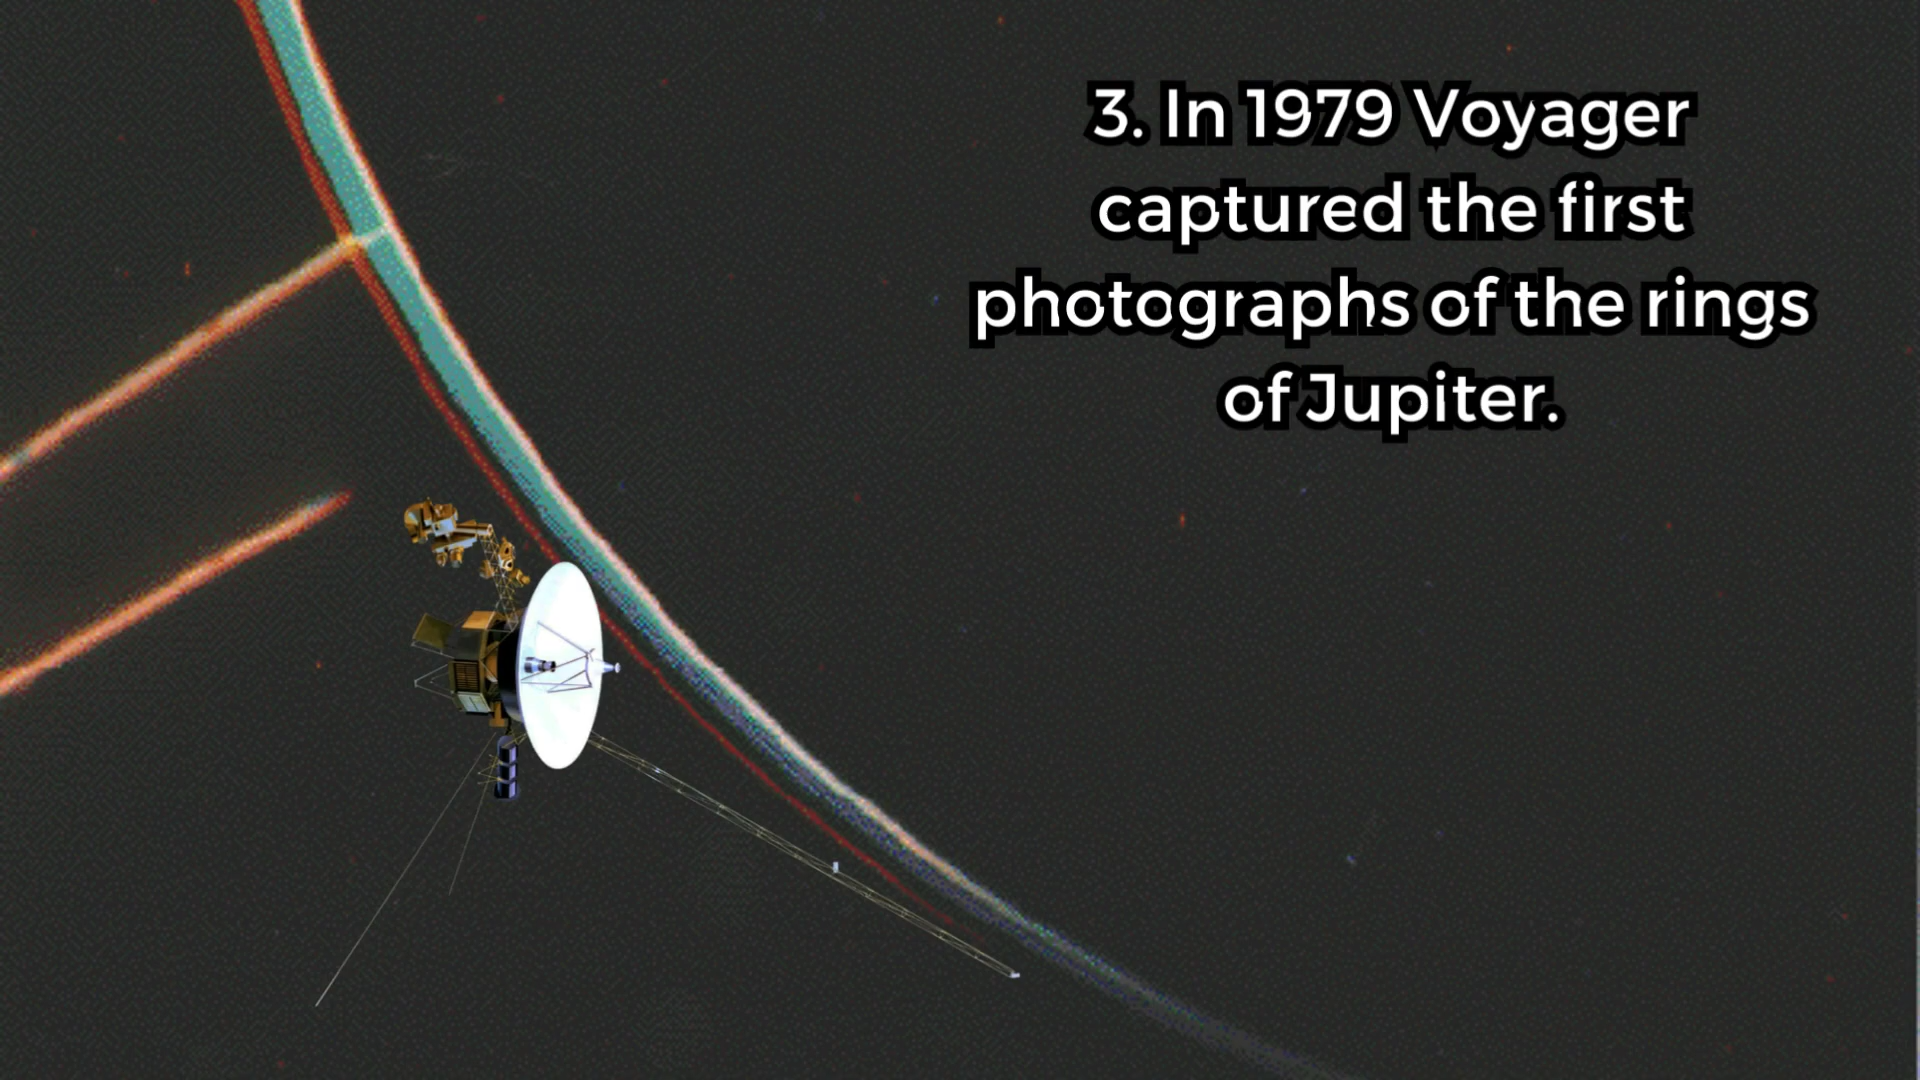 3. In 1979 Voyager
captured the first
photographs of the rings
of Jupiter.